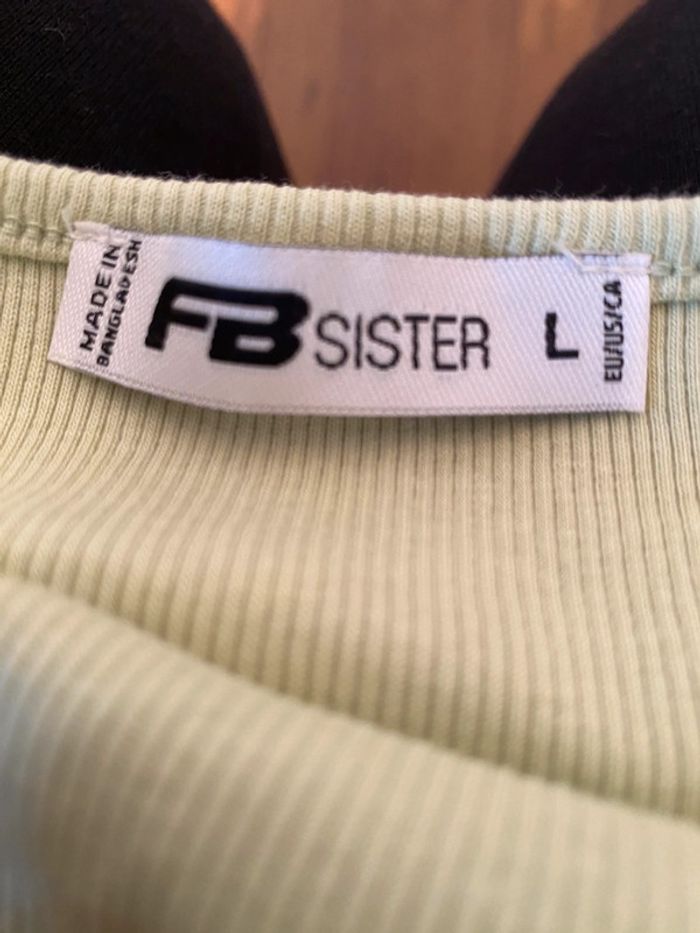 MADE IN
BANGLADESH
FB SISTER
L
EU/US/CA